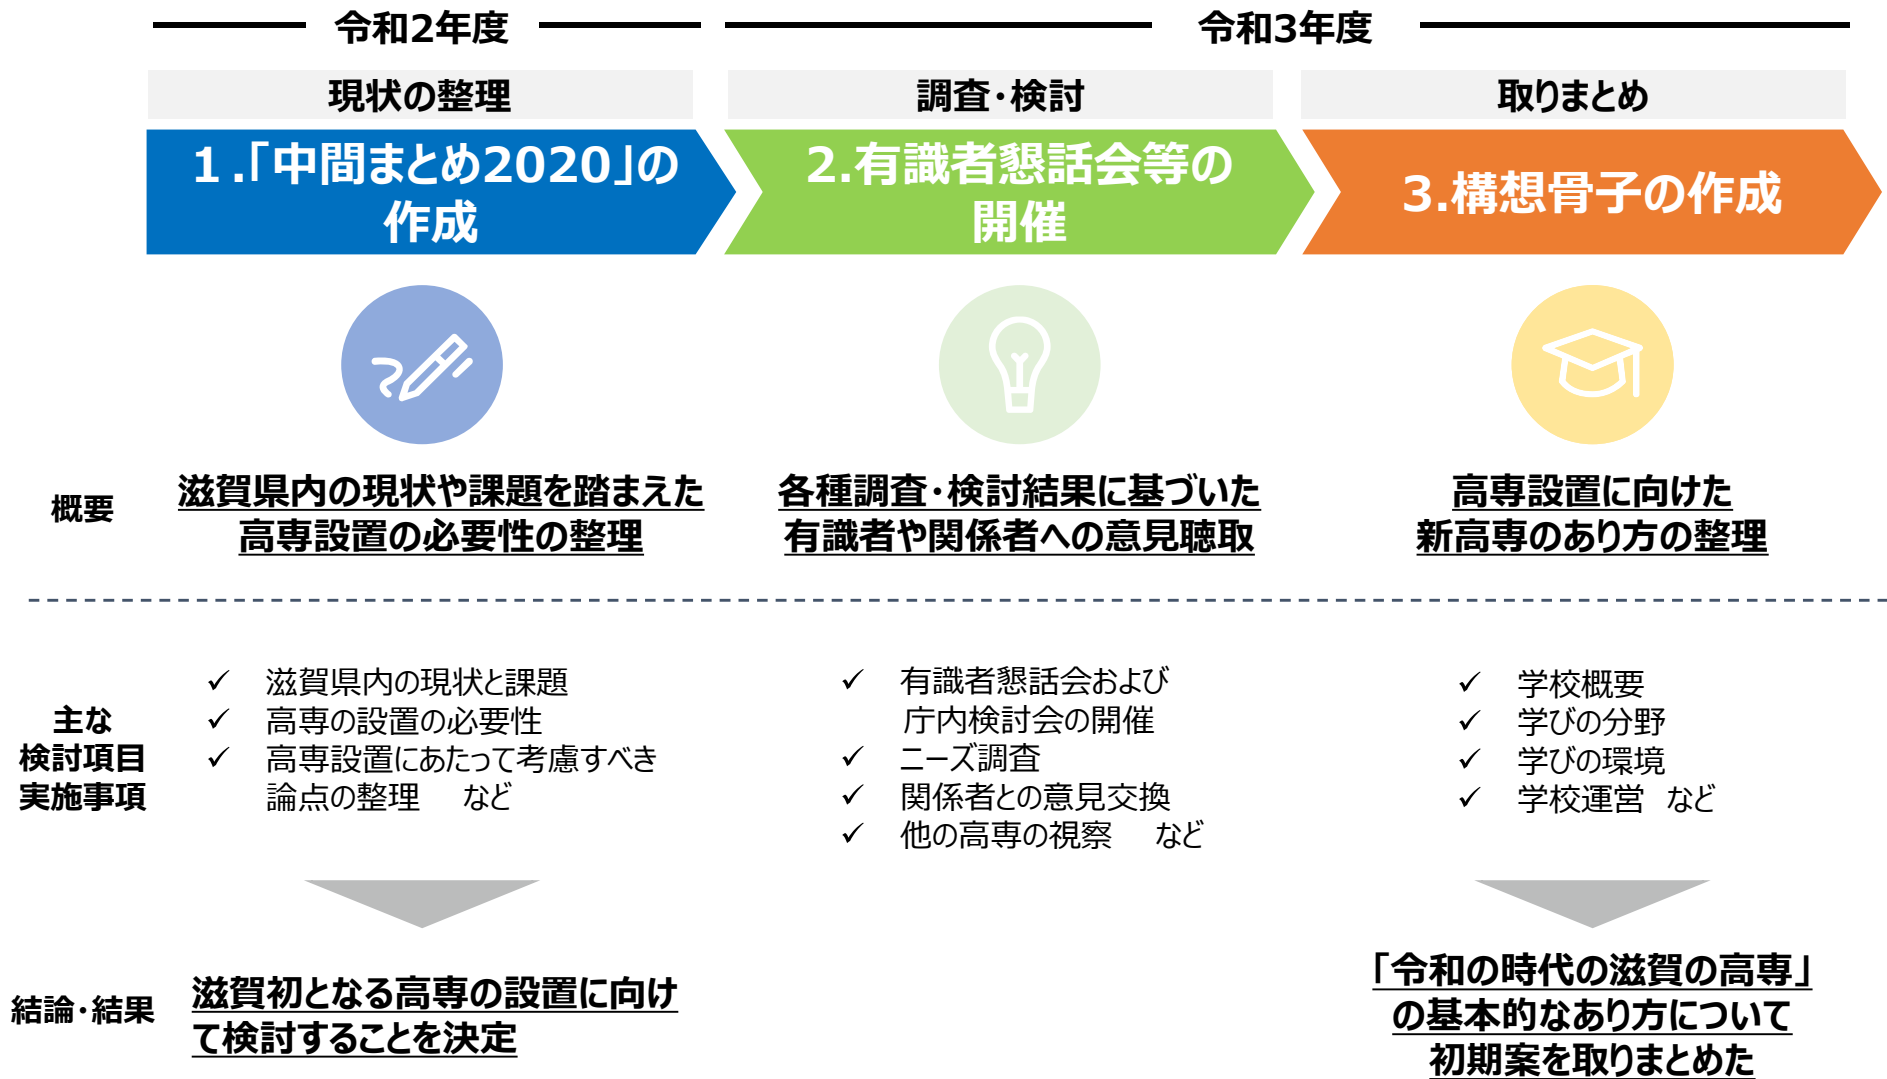 令和2年度
令和3年度
現状の整理
調査・検討
取りまとめ
１.「中間まとめ2020」の
作成
2.有識者懇話会等の
開催
3.構想骨子の作成
概要
滋賀県内の現状や課題を踏まえた
高専設置の必要性の整理
各種調査・検討結果に基づいた
有識者や関係者への意見聴取
高専設置に向けた
新高専のあり方の整理
主な
検討項目
実施事項
✓ 滋賀県内の現状と課題
✓ 高専の設置の必要性
✓ 高専設置にあたって考慮すべき
論点の整理　など
✓ 有識者懇話会および
庁内検討会の開催
✓ ニーズ調査
✓ 関係者との意見交換
✓ 他の高専の視察　など
✓ 学校概要
✓ 学びの分野
✓ 学びの環境
✓ 学校運営　など
結論・結果
滋賀初となる高専の設置に向け
て検討することを決定
「令和の時代の滋賀の高専」
の基本的なあり方について
初期案を取りまとめた